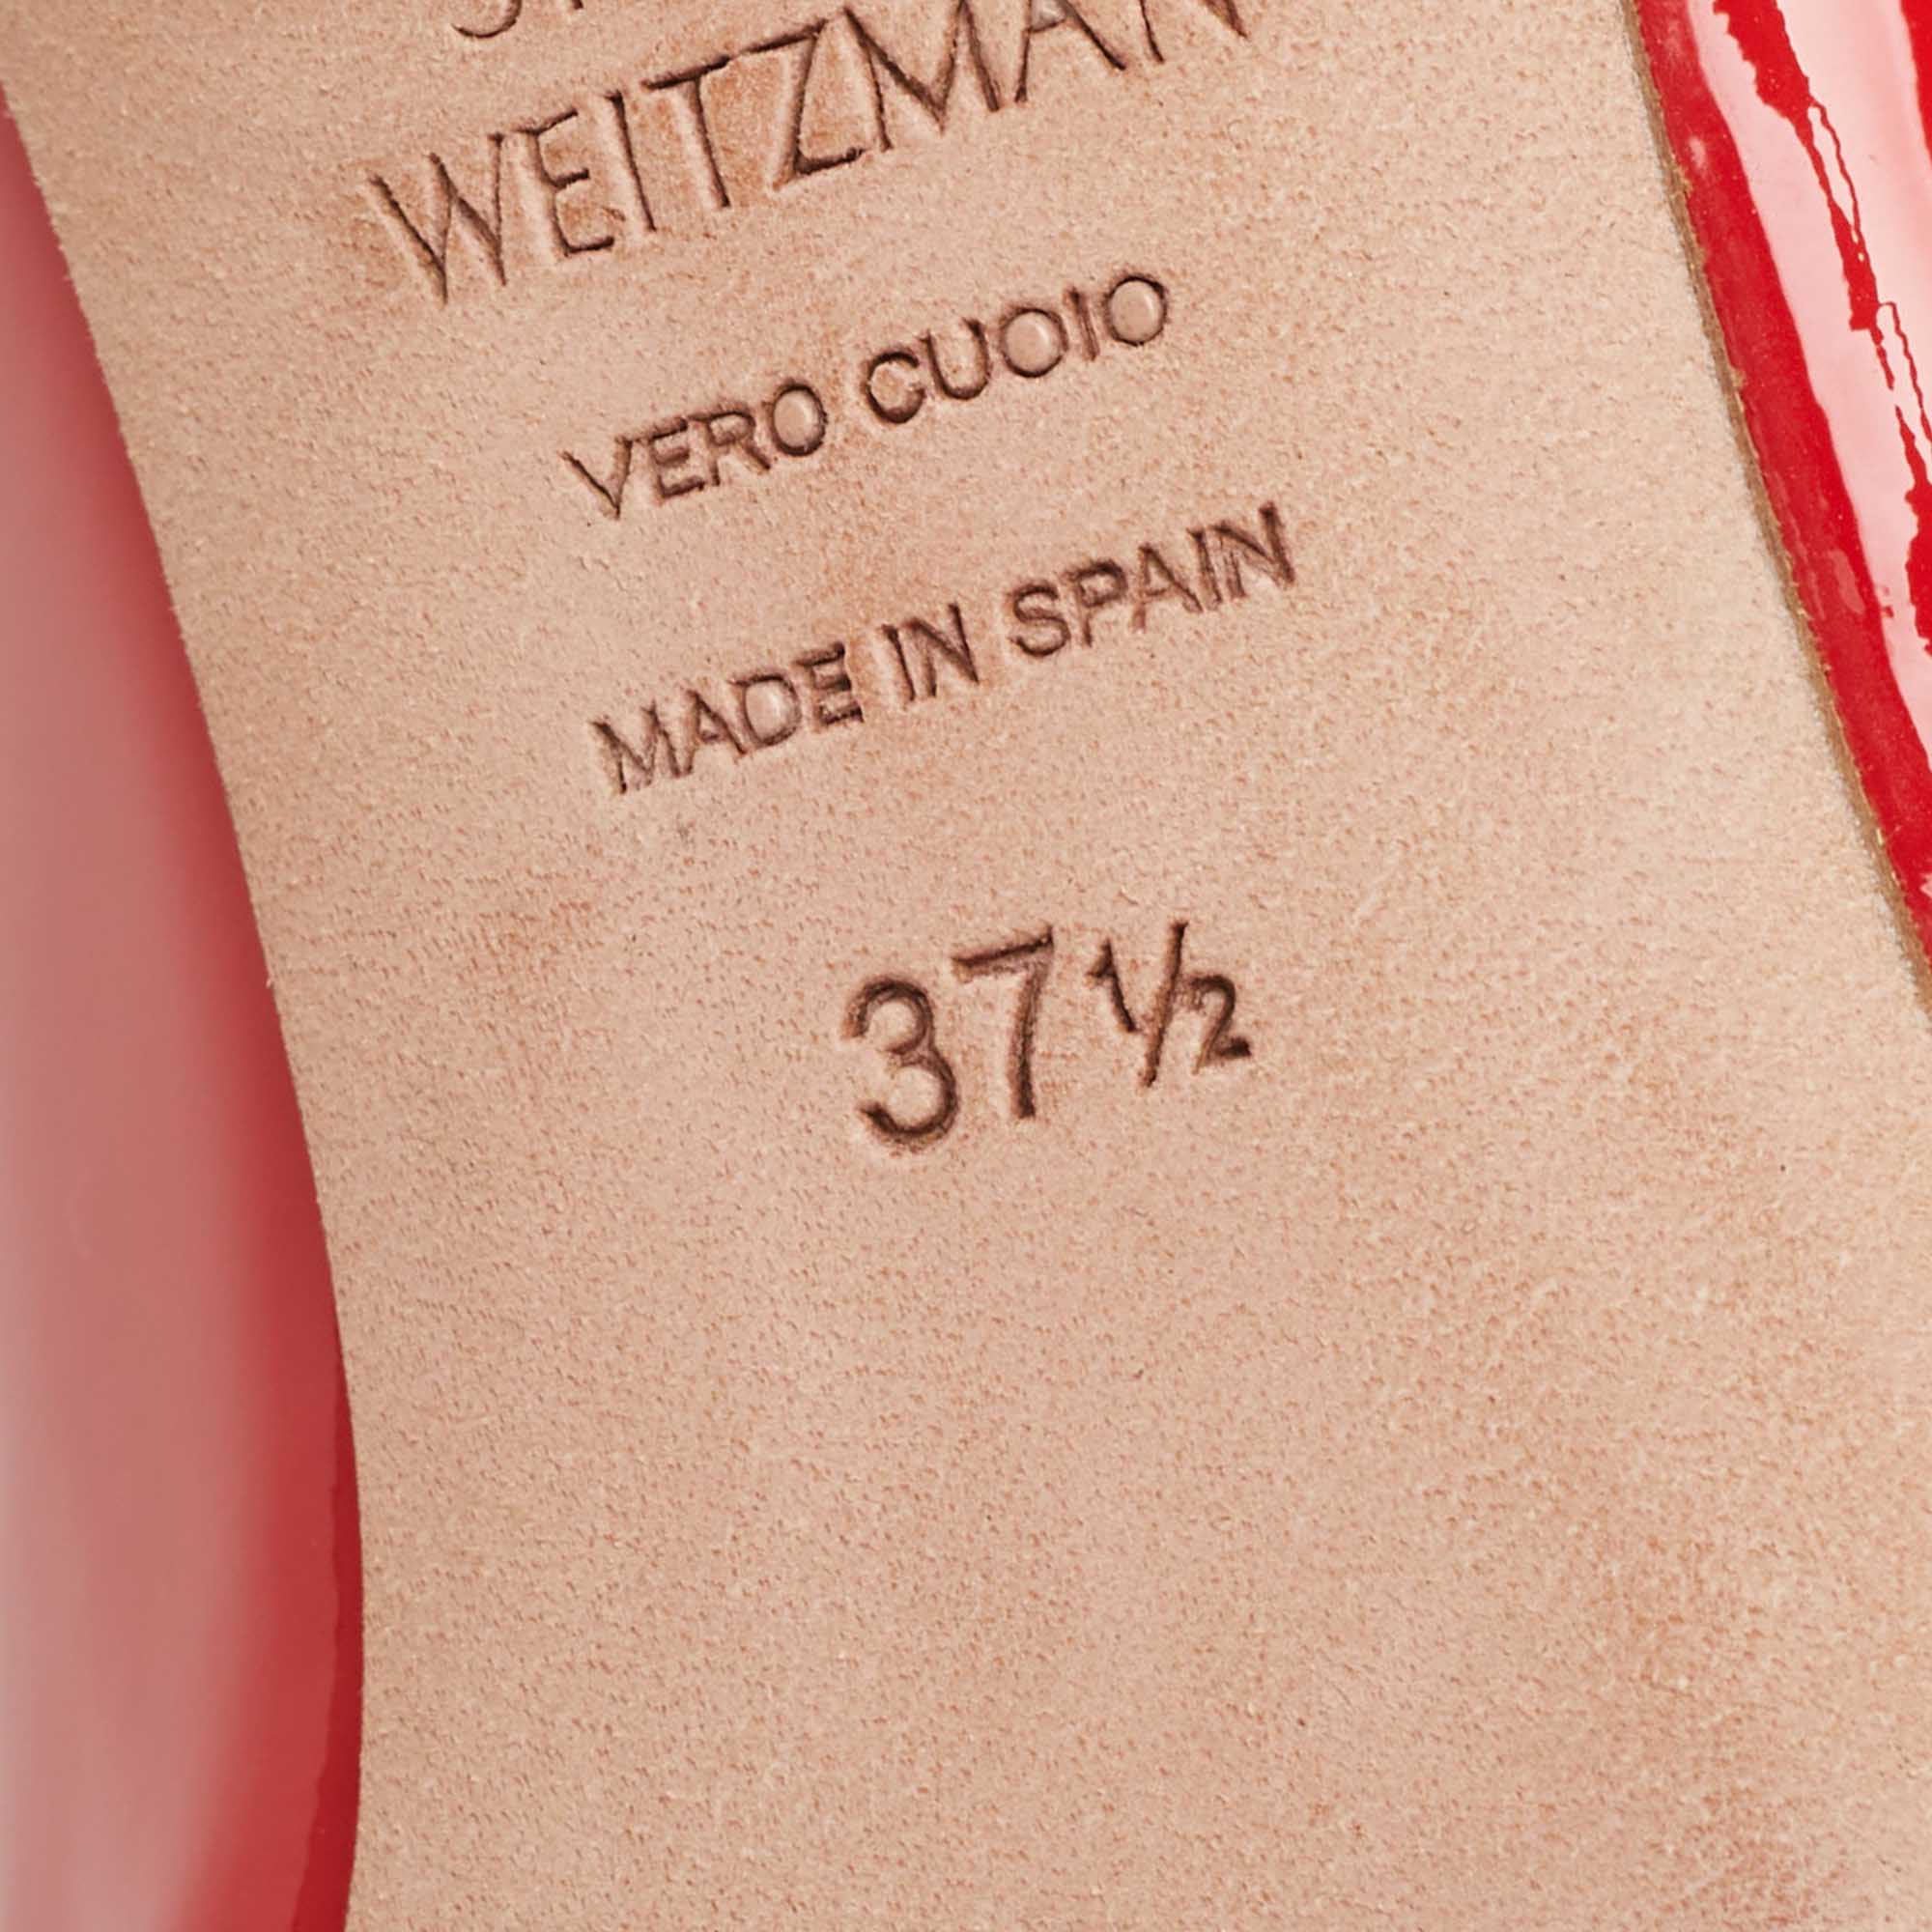 WEITZMAN
VERO CUOIO
MADE IN SPAIN
37½